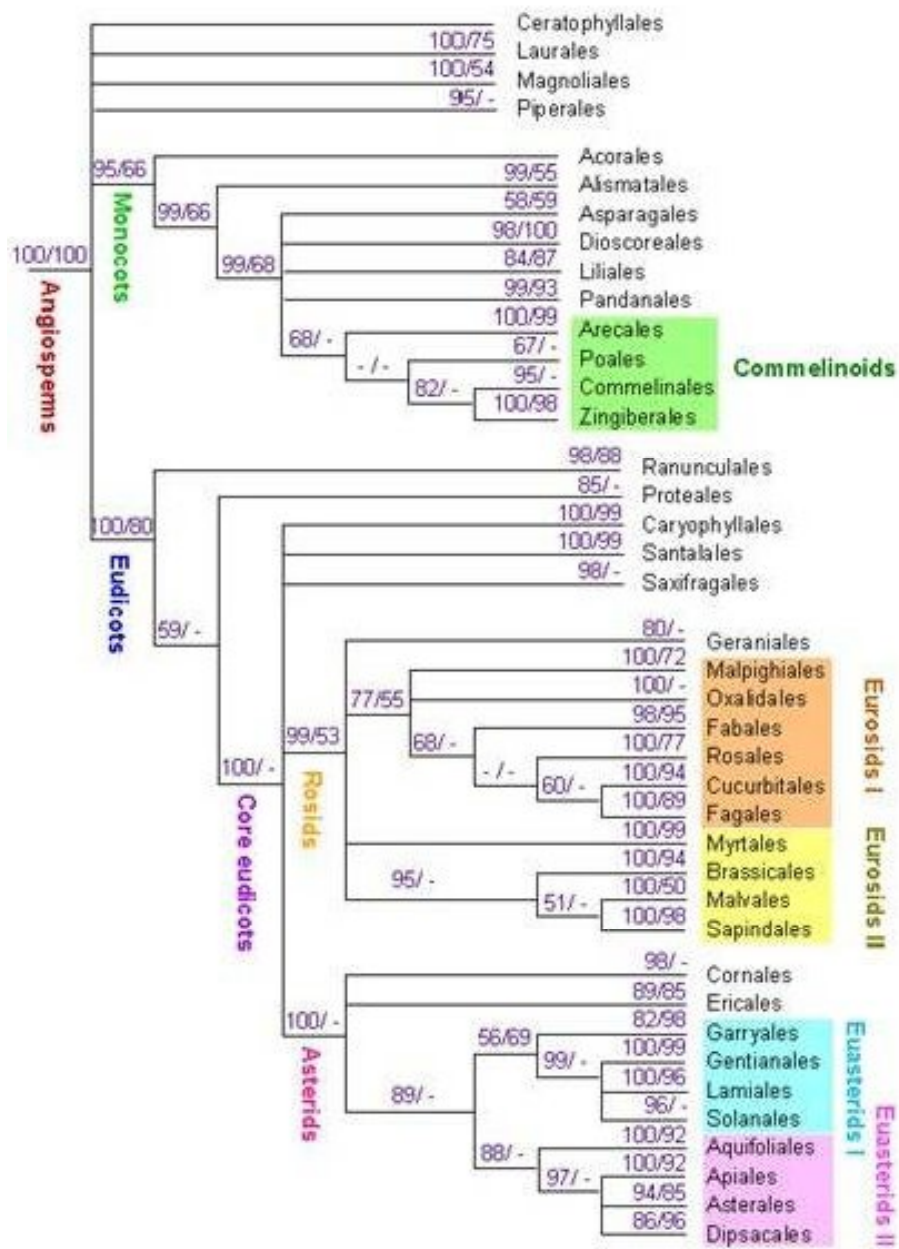 Ceratophyllales
100/75
Laurales
100/54
Magnoliales
95/ -
Piperales
95/66
Monocots
Acorales
99/55
Alismatales
99/66
58/59
Asparagales
98/100
Dioscoreales
99/68
84/87
Liliales
99/93
Pandanales
100/100
Angiosperms
68/ -
100/99
Arecales
- / -
67/ -
Poales
Commelinoids
82/ -
95/ -
Commelinales
100/98
Zingiberales
98/88
Ranunculales
85/ -
Proteales
100/80
Eudicots
100/99
Caryophyllales
100/99
Santalales
98/ -
Saxifragales
59/ -
80/ -
Geraniales
100/72
Malpighiales
77/55
100/ -
Oxalidales
98/95
Fabales
68/ -
99/53
Rosids
100/77
Rosales
- / -
100/94
Cucurbitales
60/ -
100/89
Fagales
Eurosids I
100/ -
Core eudicots
100/99
Myrtales
100/94
Brassicales
95/ -
100/50
Malvales
51/ -
100/98
Sapindales
Eurosids II
98/ -
Cornales
89/85
Ericales
100/ -
Asterids
82/98
Garryales
56/69
100/99
Gentianales
99/ -
100/96
Lamiales
96/ -
Solanales
Euasterids I
89/ -
100/92
Aquifoliales
88/ -
100/92
Apiales
97/ -
94/85
Asterales
86/96
Dipsacales
Euasterids II